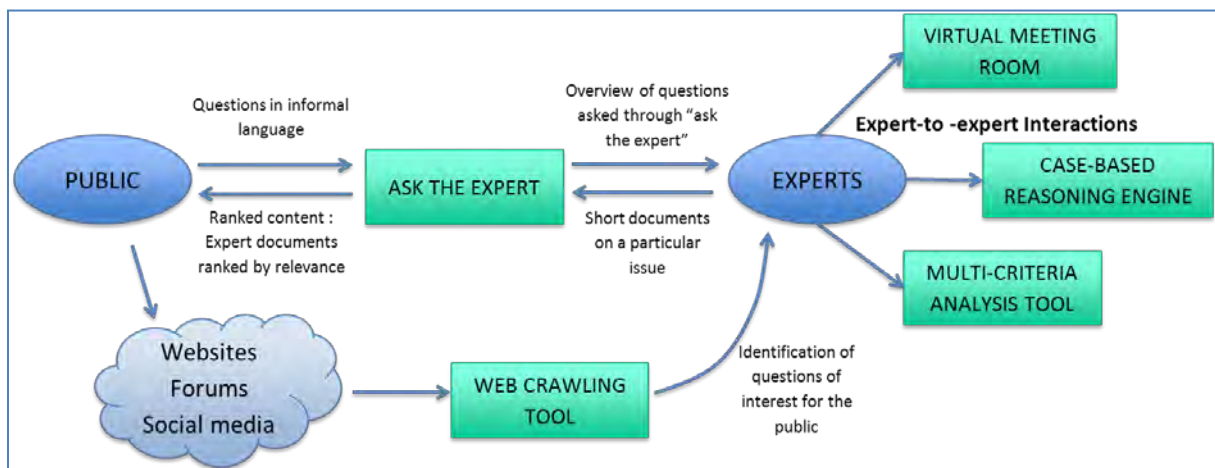 VIRTUAL MEETING
ROOM
Questions in informal
language
Overview of questions
asked through “ask
the expert”
Expert-to -expert Interactions
PUBLIC
ASK THE EXPERT
EXPERTS
CASE-BASED
REASONING ENGINE
Ranked content :
Expert documents
ranked by relevance
Short documents
on a particular
issue
MULTI-CRITERIA
ANALYSIS TOOL
Websites
Forums
Social media
WEB CRAWLING
TOOL
Identification of
questions of
interest for the
public